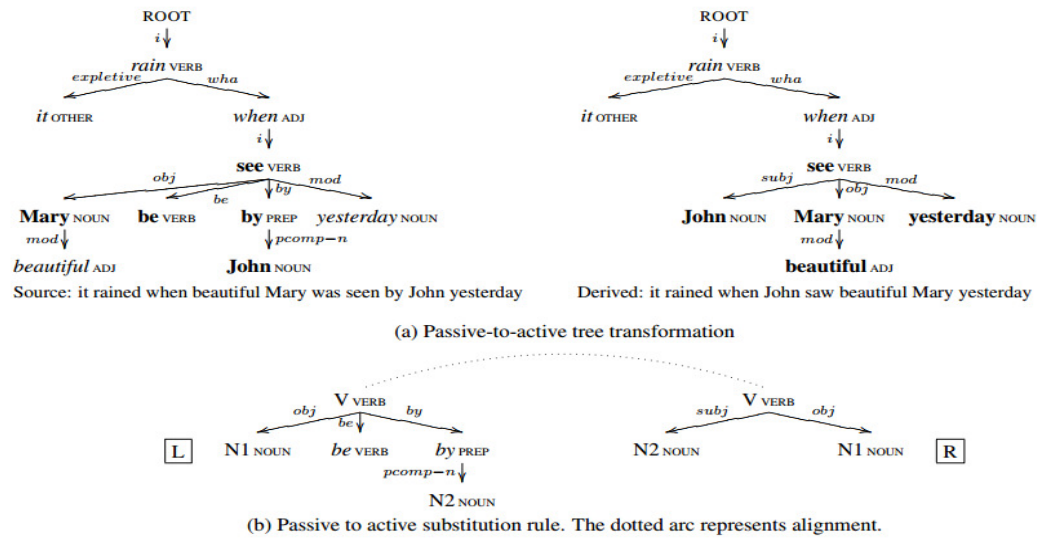 ROOT ROOT
i i
rain VERB rain VERB
expletive wha expletive wha
it OTHER when ADJ it OTHER when ADJ
i i
see VERB see VERB
obj be by mod subj obj mod
Mary NOUN be VERB by PREP yesterday NOUN John NOUN Mary NOUN yesterday NOUN
mod pcomp-n mod
beautiful ADJ John NOUN beautiful ADJ
Source: it rained when beautiful Mary was seen by John yesterday Derived: it rained when John saw beautiful Mary yesterday
(a) Passive-to-active tree transformation
V VERB V VERB
obj be by subj obj
L N1 NOUN be VERB by PREP N2 NOUN N1 NOUN R
pcomp-n
N2 NOUN
(b) Passive to active substitution rule. The dotted arc represents alignment.